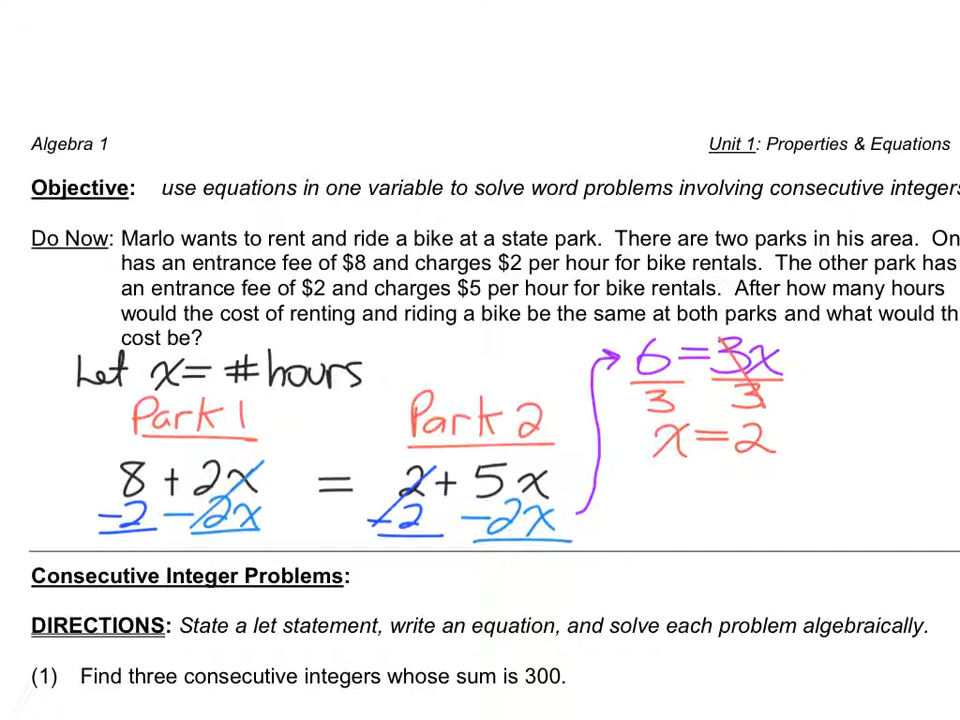 Algebra 1 Unit 1: Properties & Equations
Objective: use equations in one variable to solve word problems involving consecutive integers
Do Now: Marlo wants to rent and ride a bike at a state park. There are two parks in his area. On
has an entrance fee of $8 and charges $2 per hour for bike rentals. The other park has
an entrance fee of $2 and charges $5 per hour for bike rentals. After how many hours
would the cost of renting and riding a bike be the same at both parks and what would th
cost be?
Let x = # hours
Park 1 Park 2
8 + 2x = 2 + 5x
-2 -2x -2 -2x
6 = 3x
3 3
x = 2
Consecutive Integer Problems:
DIRECTIONS: State a let statement, write an equation, and solve each problem algebraically.
(1) Find three consecutive integers whose sum is 300.